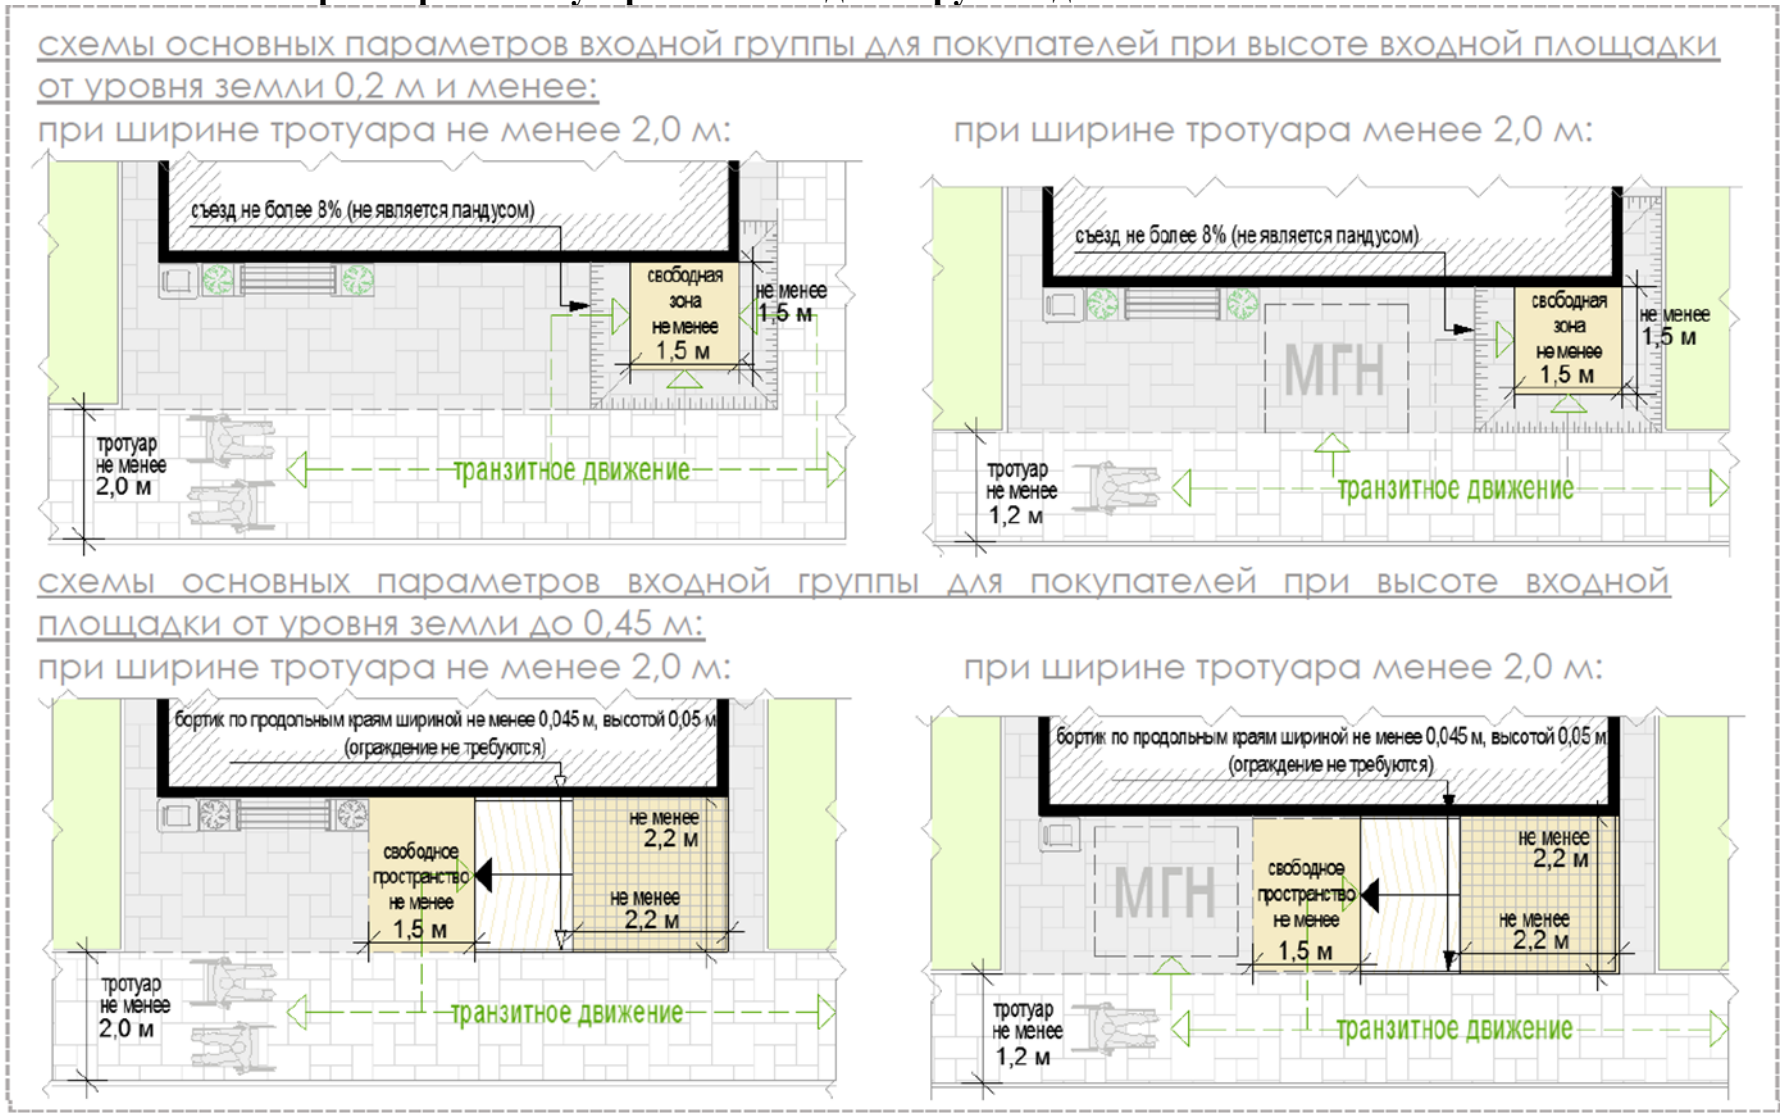 схемы основных параметров входной группы для покупателей при высоте входной площадки
от уровня земли 0,2 м и менее:
при ширине тротуара не менее 2,0 м:
съезд не более 8% (не является пандусом)
свободная
зона
не менее
1,5 м
не менее
1,5 м
тротуар
не менее
2,0 м
транзитное движение
при ширине тротуара менее 2,0 м:
съезд не более 8% (не является пандусом)
свободная
зона
не менее
1,5 м
не менее
1,5 м
МГН
тротуар
не менее
1,2 м
транзитное движение
схемы основных параметров входной группы для покупателей при высоте входной
площадки от уровня земли до 0,45 м:
при ширине тротуара не менее 2,0 м:
бортик по продольным краям шириной не менее 0,045 м, высотой 0,05 м
(ограждение не требуются)
свободное
пространство
не менее
1,5 м
не менее
2,2 м
не менее
2,2 м
тротуар
не менее
2,0 м
транзитное движение
при ширине тротуара менее 2,0 м:
бортик по продольным краям шириной не менее 0,045 м, высотой 0,05 м
(ограждение не требуются)
МГН
свободное
пространство
не менее
1,5 м
не менее
2,2 м
не менее
2,2 м
тротуар
не менее
1,2 м
транзитное движение